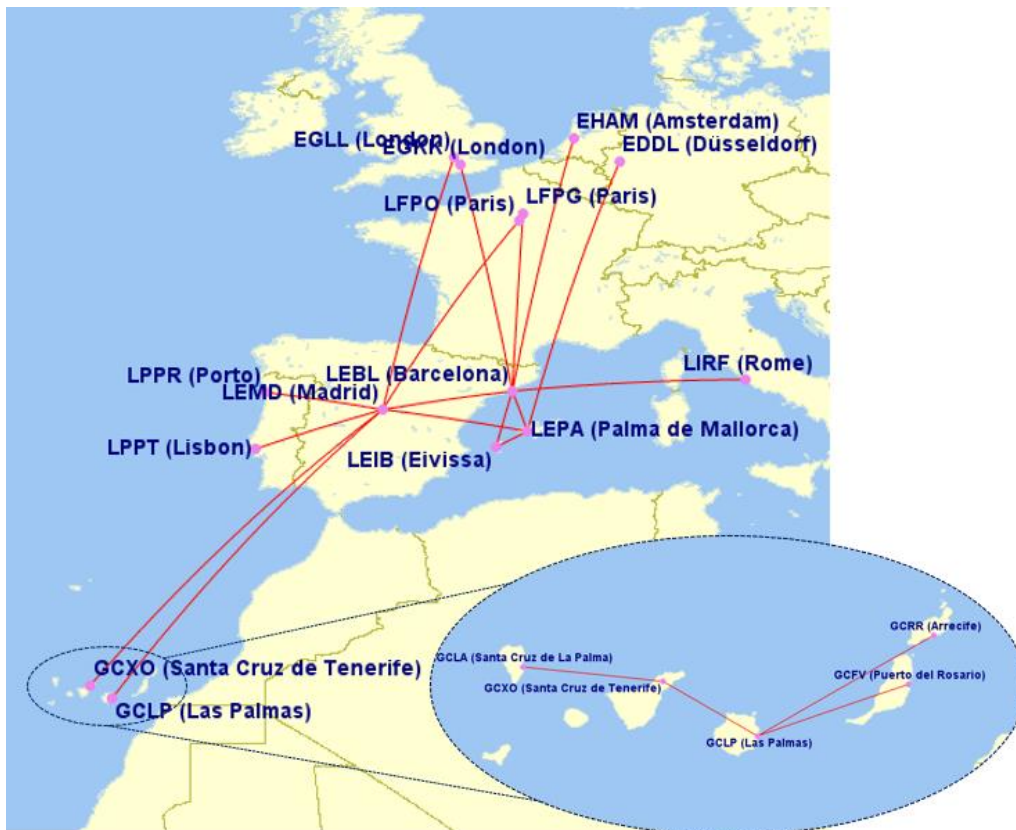 EHAM (Amsterdam)
EGLL (London)
EGKK (London)
EDDL (Düsseldorf)
LFPO (Paris)
LFPG (Paris)
LIRF (Rome)
LEBL (Barcelona)
LPPR (Porto)
LEMD (Madrid)
LEPA (Palma de Mallorca)
LPPT (Lisbon)
LEIB (Eivissa)
GCRR (Arrecife)
GCLA (Santa Cruz de La Palma)
GCXO (Santa Cruz de Tenerife)
GCFV (Puerto del Rosario)
GCXO (Santa Cruz de Tenerife)
GCLP (Las Palmas)
GCLP (Las Palmas)